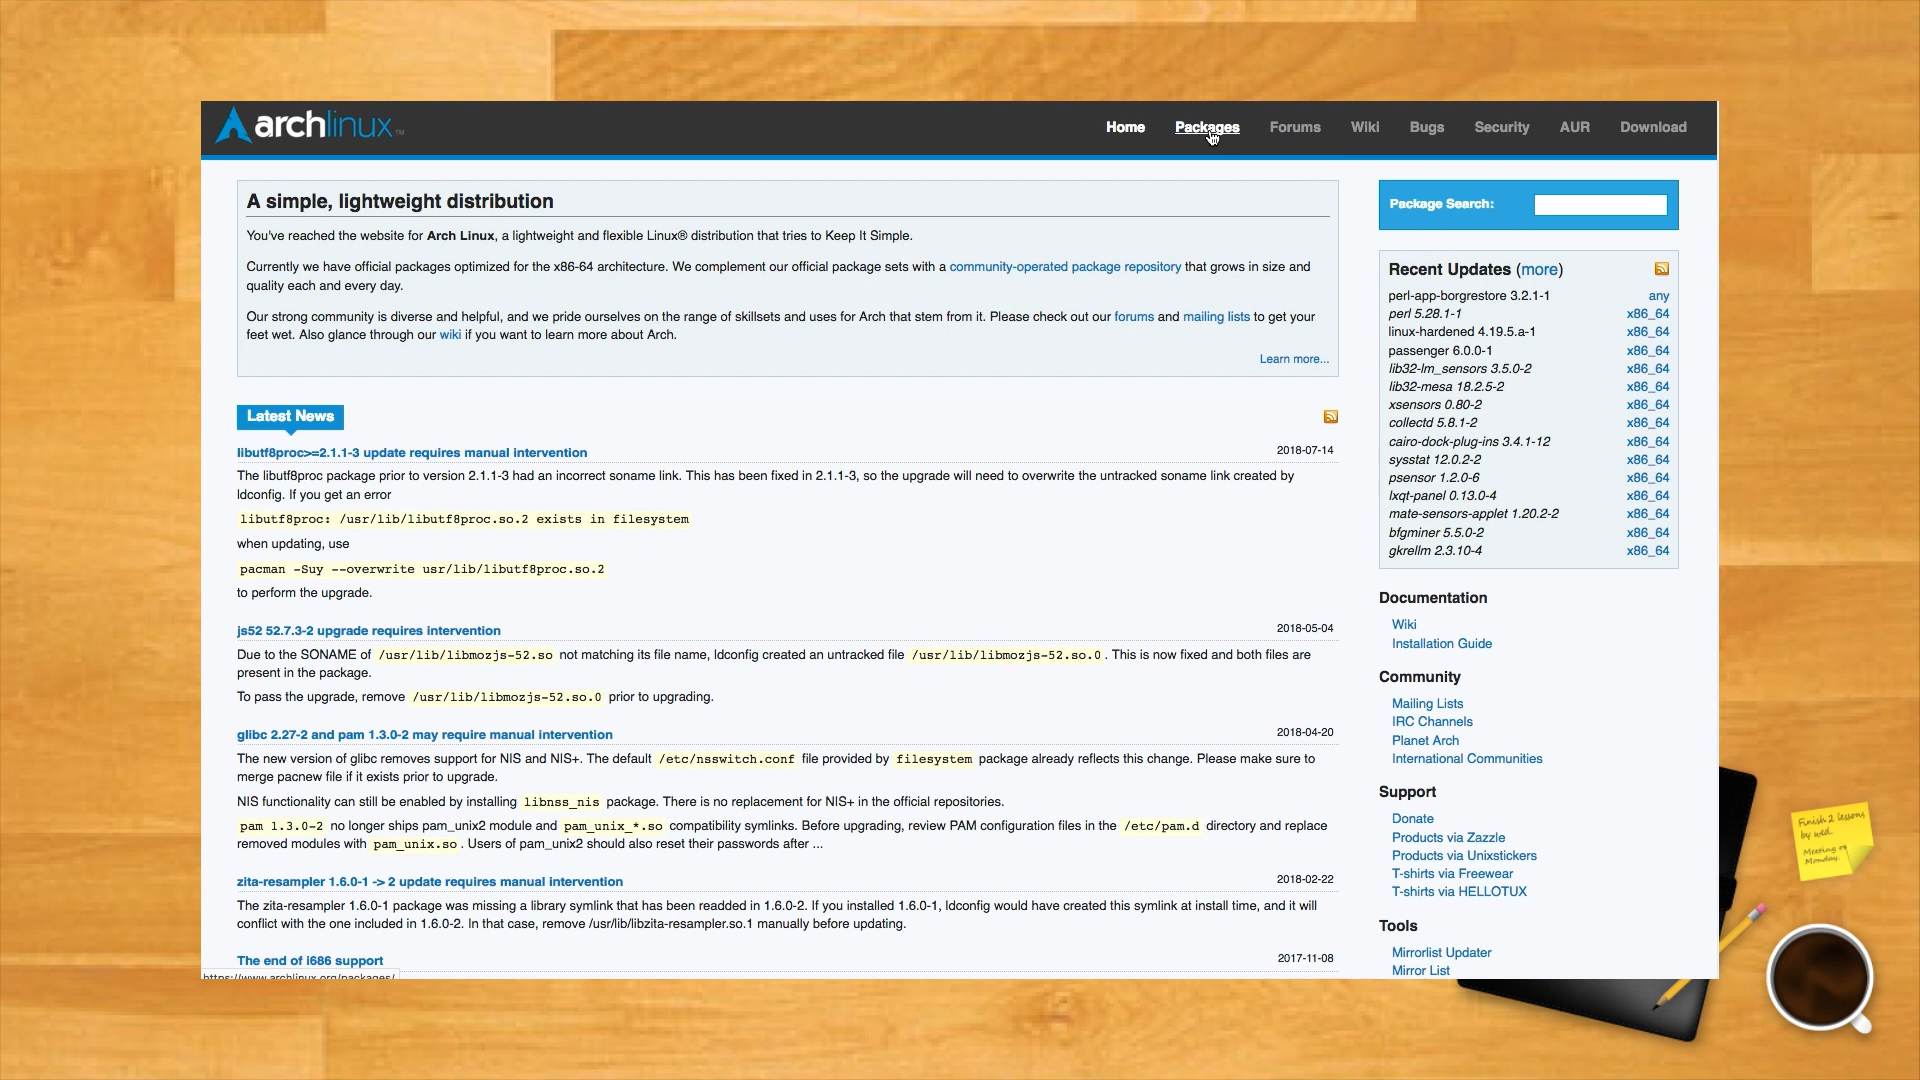 archlinux™
Home Packages Forums Wiki Bugs Security AUR Download
A simple, lightweight distribution
You've reached the website for Arch Linux, a lightweight and flexible Linux® distribution that tries to Keep It Simple.
Currently we have official packages optimized for the x86-64 architecture. We complement our official package sets with a community-operated package repository that grows in size and
quality each and every day.
Our strong community is diverse and helpful, and we pride ourselves on the range of skillsets and uses for Arch that stem from it. Please check out our forums and mailing lists to get your
feet wet. Also glance through our wiki if you want to learn more about Arch.
Learn more...
Latest News
libutf8proc>=2.1.1-3 update requires manual intervention 2018-07-14
The libutf8proc package prior to version 2.1.1-3 had an incorrect soname link. This has been fixed in 2.1.1-3, so the upgrade will need to overwrite the untracked soname link created by
ldconfig. If you get an error
libutf8proc: /usr/lib/libutf8proc.so.2 exists in filesystem
when updating, use
pacman -Suy --overwrite usr/lib/libutf8proc.so.2
to perform the upgrade.
js52 52.7.3-2 upgrade requires intervention 2018-05-04
Due to the SONAME of /usr/lib/libmozjs-52.so not matching its file name, ldconfig created an untracked file /usr/lib/libmozjs-52.so.0. This is now fixed and both files are
present in the package.
To pass the upgrade, remove /usr/lib/libmozjs-52.so.0 prior to upgrading.
glibc 2.27-2 and pam 1.3.0-2 may require manual intervention 2018-04-20
The new version of glibc removes support for NIS and NIS+. The default /etc/nsswitch.conf file provided by filesystem package already reflects this change. Please make sure to
merge pacnew file if it exists prior to upgrade.
NIS functionality can still be enabled by installing libnss_nis package. There is no replacement for NIS+ in the official repositories.
pam 1.3.0-2 no longer ships pam_unix2 module and pam_unix_*.so compatibility symlinks. Before upgrading, review PAM configuration files in the /etc/pam.d directory and replace
removed modules with pam_unix.so. Users of pam_unix2 should also reset their passwords after ...
zita-resampler 1.6.0-1 -> 2 update requires manual intervention 2018-02-22
The zita-resampler 1.6.0-1 package was missing a library symlink that has been readded in 1.6.0-2. If you installed 1.6.0-1, ldconfig would have created this symlink at install time, and it will
conflict with the one included in 1.6.0-2. In that case, remove /usr/lib/libzita-resampler.so.1 manually before updating.
The end of i686 support 2017-11-08
https://www.archlinux.org/packages/
Package Search:
Recent Updates (more)
perl-app-borgrestore 3.2.1-1 any
perl 5.28.1-1 x86_64
linux-hardened 4.19.5.a-1 x86_64
passenger 6.0.0-1 x86_64
lib32-lm_sensors 3.5.0-2 x86_64
lib32-mesa 18.2.5-2 x86_64
xsensors 0.80-2 x86_64
collectd 5.8.1-2 x86_64
cairo-dock-plug-ins 3.4.1-12 x86_64
sysstat 12.0.2-2 x86_64
psensor 1.2.0-6 x86_64
lxqt-panel 0.13.0-4 x86_64
mate-sensors-applet 1.20.2-2 x86_64
bfgminer 5.5.0-2 x86_64
gkrellm 2.3.10-4 x86_64
Documentation
Wiki
Installation Guide
Community
Mailing Lists
IRC Channels
Planet Arch
International Communities
Support
Donate
Products via Zazzle
Products via Unixstickers
T-shirts via Freewear
T-shirts via HELLOTUX
Tools
Mirrorlist Updater
Mirror List
Finish 2 lessons
by wed.
Meeting on
Monday.